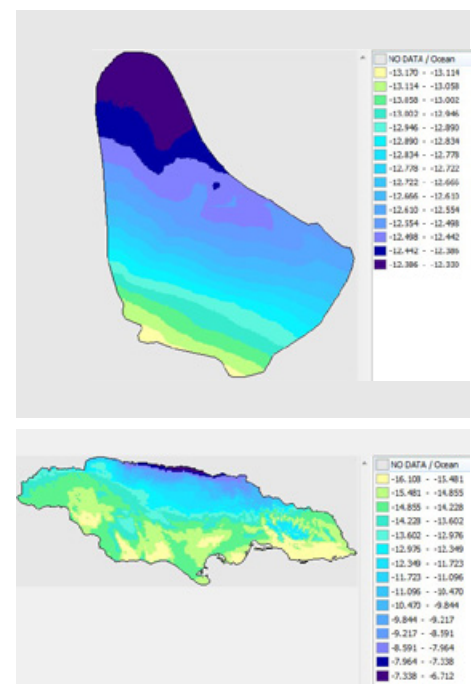 NO DATA / Ocean
-13.170 - -13.114
-13.114 - -13.058
-13.058 - -13.002
-13.002 - -12.946
-12.946 - -12.890
-12.890 - -12.834
-12.834 - -12.778
-12.778 - -12.722
-12.722 - -12.666
-12.666 - -12.610
-12.610 - -12.554
-12.554 - -12.498
-12.498 - -12.442
-12.442 - -12.386
-12.386 - -12.330
NO DATA / Ocean
-16.108 - -15.481
-15.481 - -14.855
-14.855 - -14.228
-14.228 - -13.602
-13.602 - -12.976
-12.976 - -12.349
-12.349 - -11.723
-11.723 - -11.096
-11.096 - -10.470
-10.470 - -9.844
-9.844 - -9.217
-9.217 - -8.591
-8.591 - -7.964
-7.964 - -7.338
-7.338 - -6.712